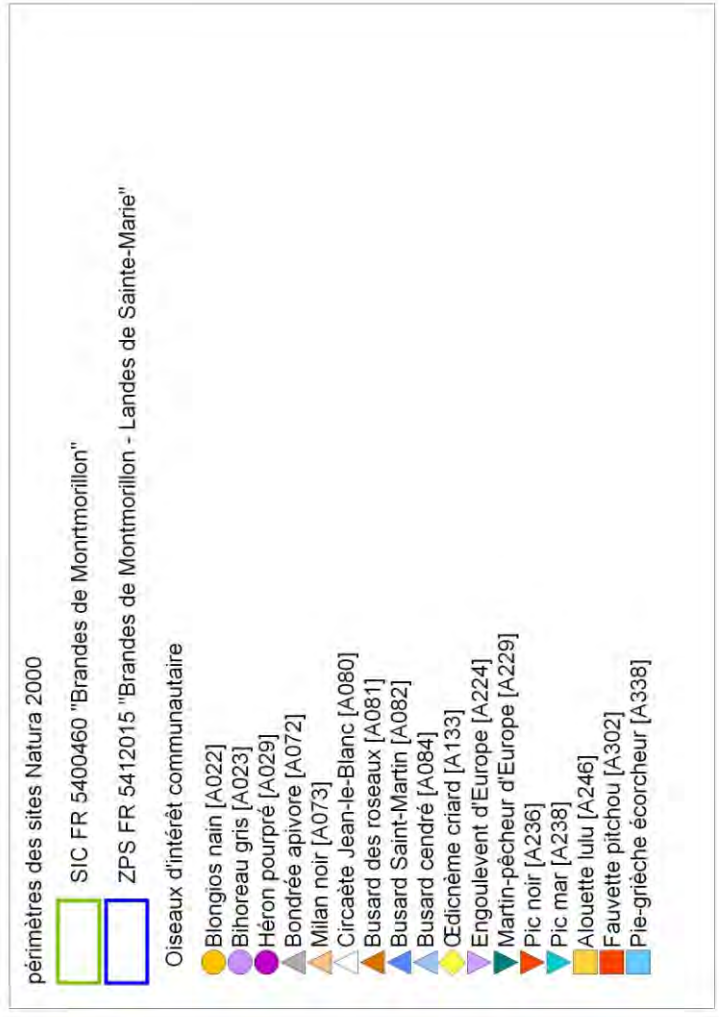 périmètres des sites Natura 2000
SIC FR 5400460 "Brandes de Monrtmorillon"
ZPS FR 5412015 "Brandes de Montmorillon - Landes de Sainte-Marie"
Oiseaux d'intérêt communautaire
Blongios nain [A022]
Bihoreau gris [A023]
Héron pourpré [A029]
Bondrée apivore [A072]
Milan noir [A073]
Circaète Jean-le-Blanc [A080]
Busard des roseaux [A081]
Busard Saint-Martin [A082]
Busard cendré [A084]
Œdicnème criard [A133]
Engoulevent d'Europe [A224]
Martin-pêcheur d'Europe [A229]
Pic noir [A236]
Pic mar [A238]
Alouette lulu [A246]
Fauvette pitchou [A302]
Pie-grièche écorcheur [A338]